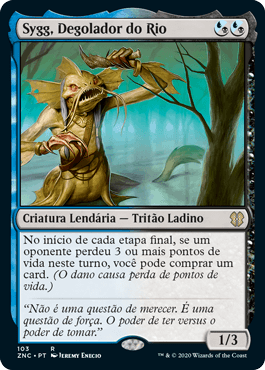 Sygg, Degolador do Rio
Criatura Lendária — Tritão Ladino
No início de cada etapa final, se um
oponente perdeu 3 ou mais pontos de
vida neste turno, você pode comprar um
card. (O dano causa perda de pontos de
vida.)
“Não é uma questão de merecer. É uma
questão de força. O poder de ter versus o
poder de tomar.”
1/3
103 R
ZNC • PT Jeremy Enecio
™ & © 2020 Wizards of the Coast